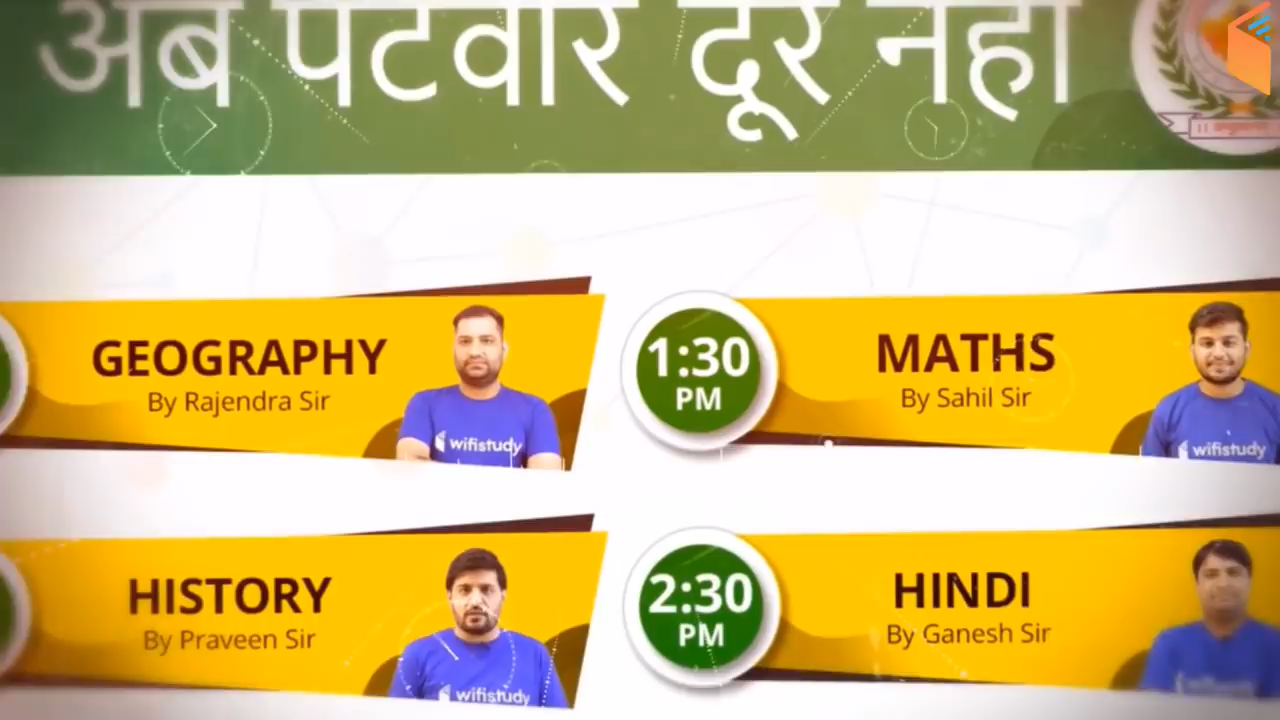 अब पटवार दूर नहीं
GEOGRAPHY
By Rajendra Sir
wifistudy
1:30
PM
MATHS
By Sahil Sir
wifistudy
HISTORY
By Praveen Sir
wifistudy
2:30
PM
HINDI
By Ganesh Sir
wifistudy